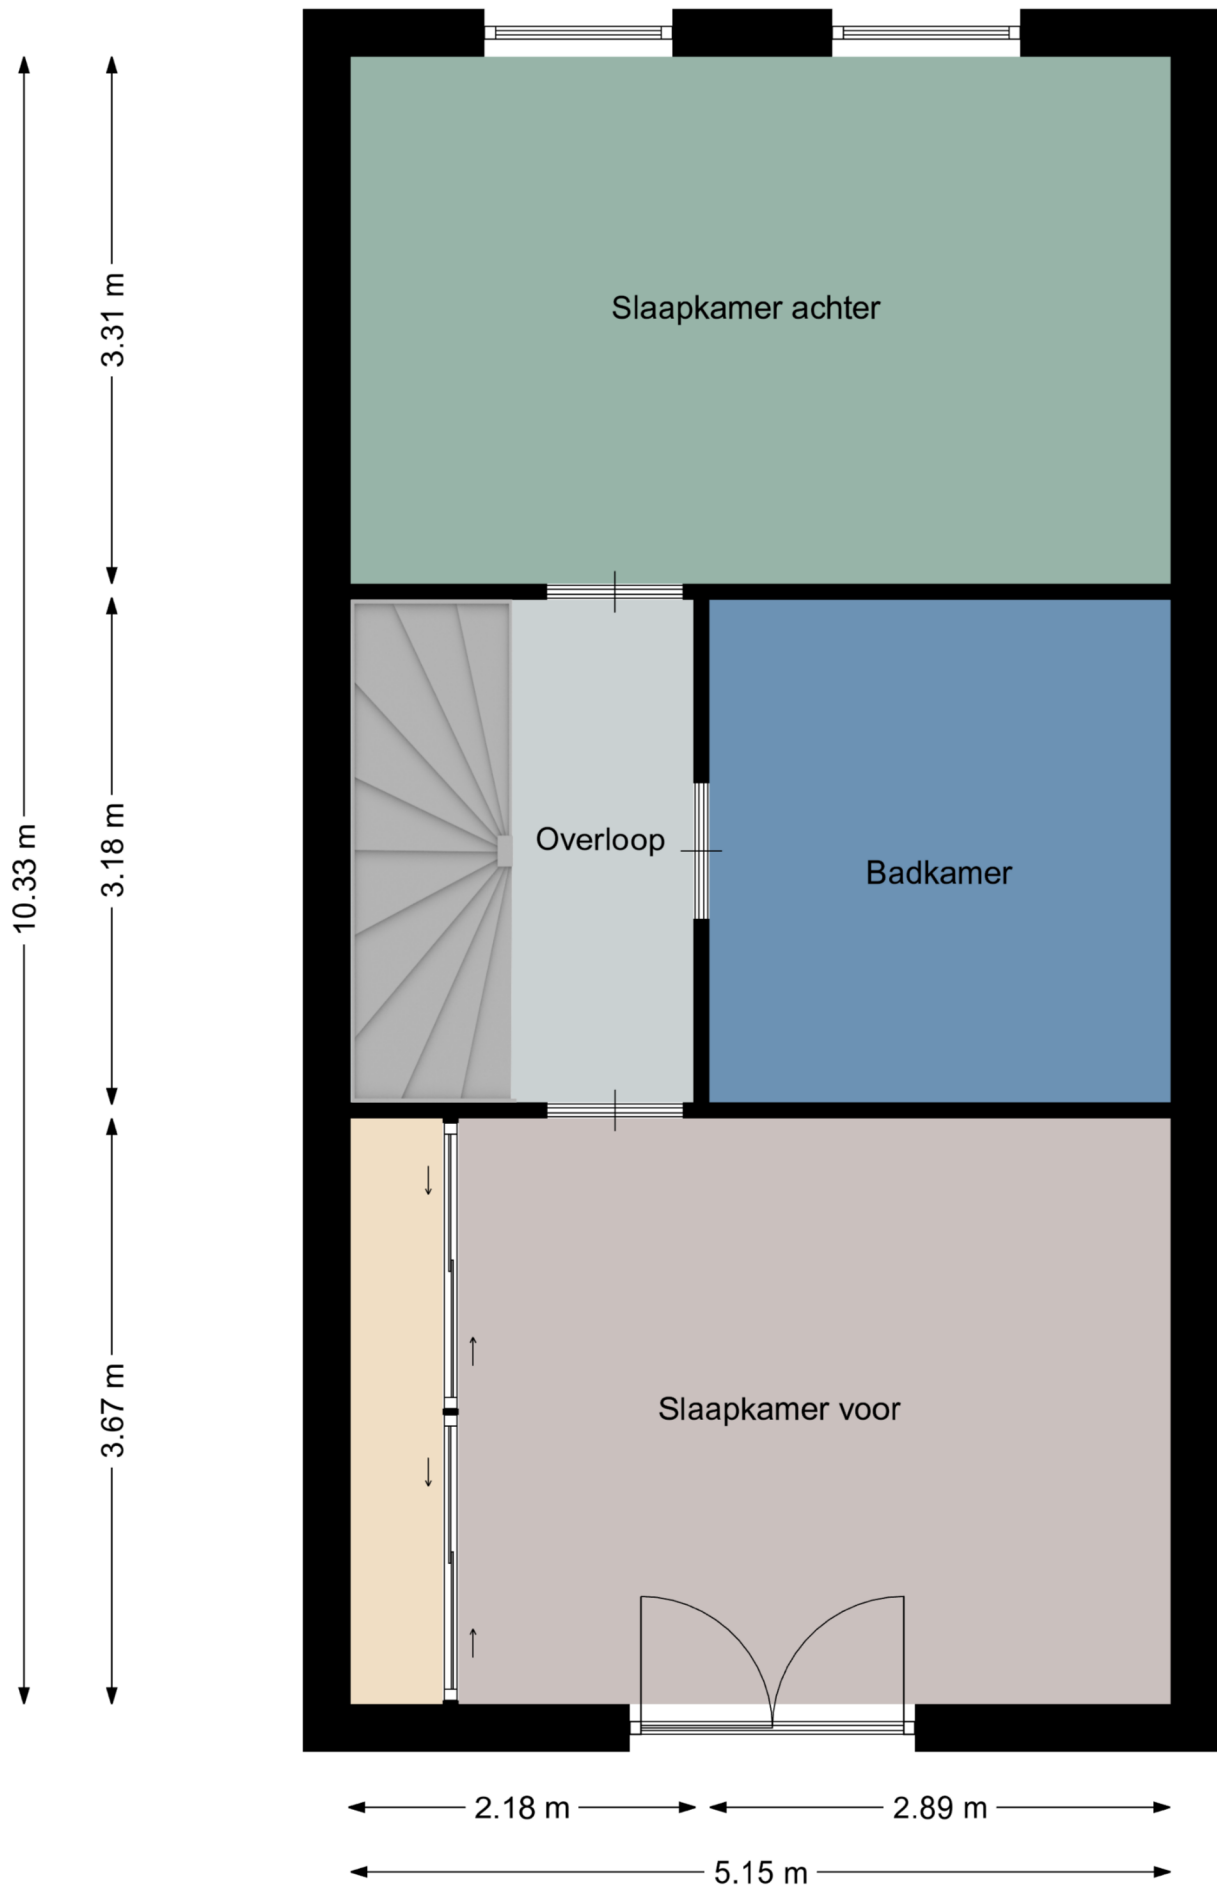 Slaapkamer achter
3.31 m
Overloop
Badkamer
3.18 m
10.33 m
Slaapkamer voor
3.67 m
2.18 m
2.89 m
5.15 m